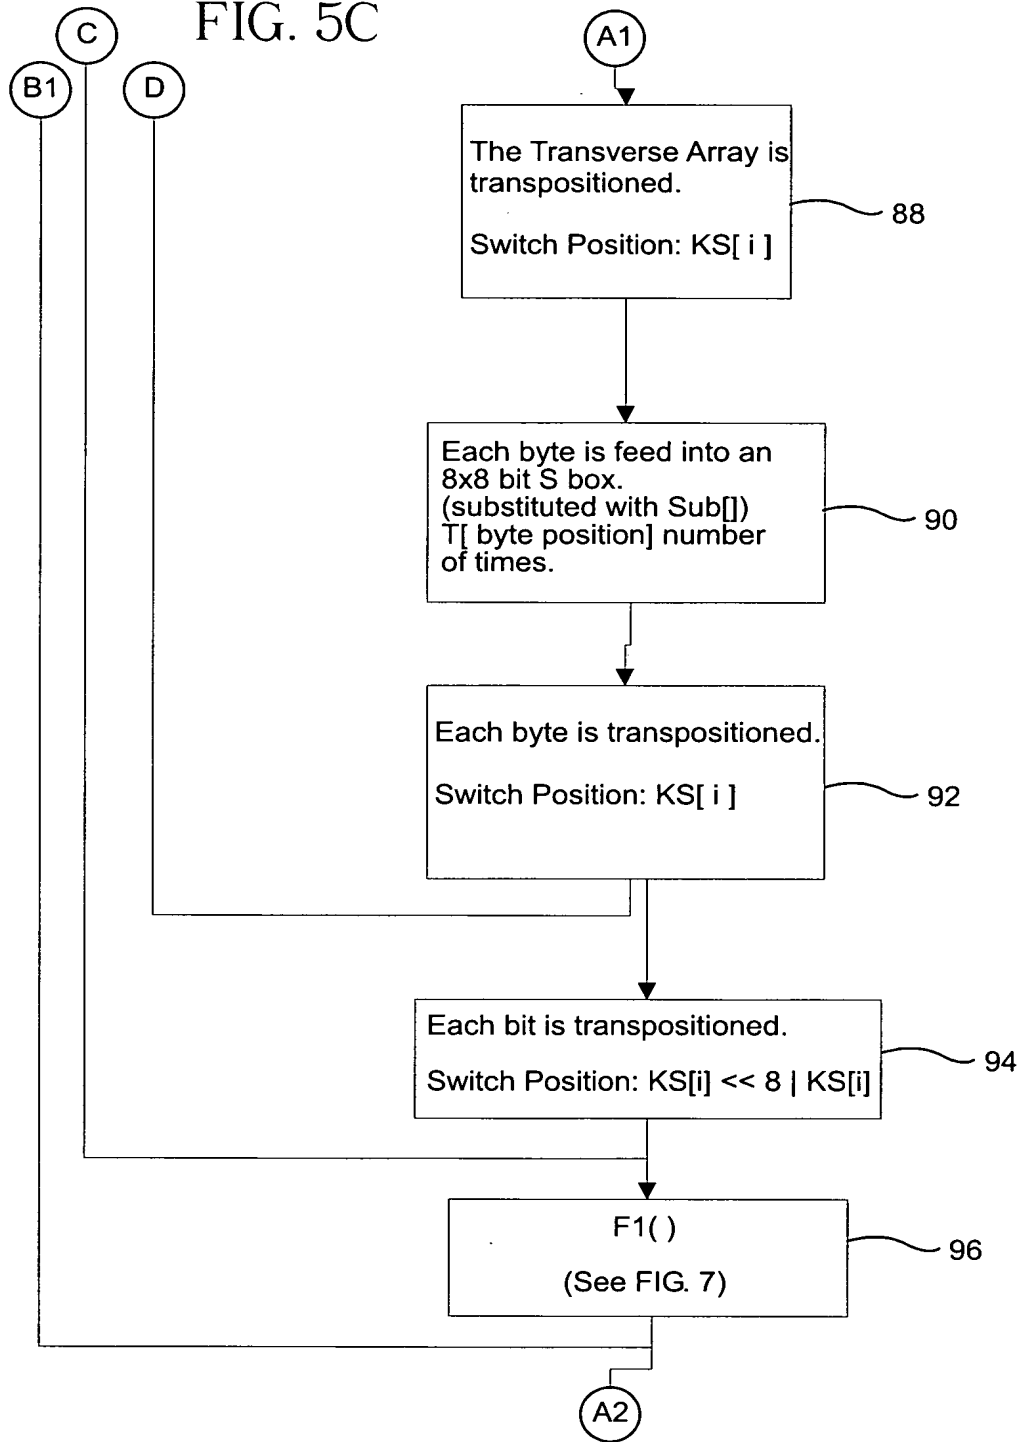 FIG. 5C
C
B1
D
A1
The Transverse Array is
transpositioned.
Switch Position: KS[ i ]
88
Each byte is feed into an
8x8 bit S box.
(substituted with Sub[])
T[ byte position] number
of times.
90
Each byte is transpositioned.
Switch Position: KS[ i ]
92
Each bit is transpositioned.
Switch Position: KS[i] << 8 | KS[i]
94
F1( )
(See FIG. 7)
96
A2